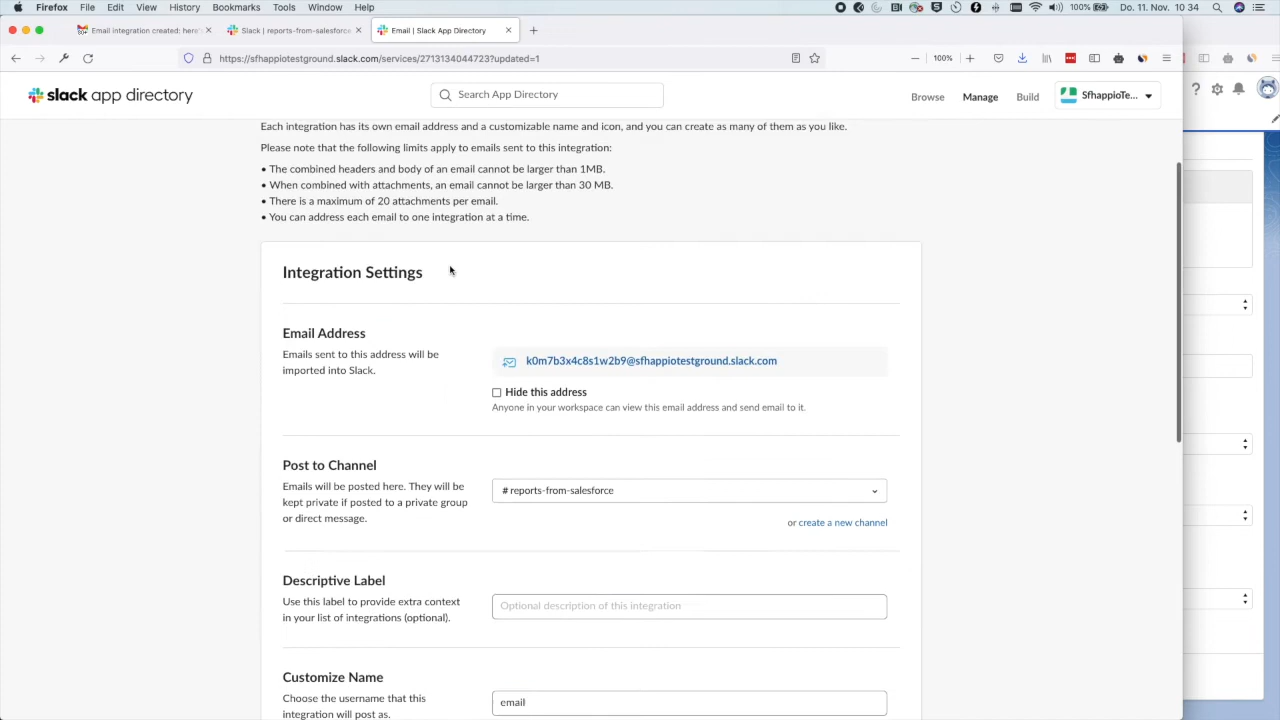 Firefox File Edit View History Bookmarks Tools Window Help 100% Do. 11. Nov. 10 34
Email integration created: here'
Slack | reports-from-salesforce
Email | Slack App Directory
https://sfhappiotestground.slack.com/services/2713134044723?updated=1
100%
slack app directory
Search App Directory
Browse
Manage
Build
SfhappioTe...
Each integration has its own email address and a customizable name and icon, and you can create as many of them as you like.
Please note that the following limits apply to emails sent to this integration:
• The combined headers and body of an email cannot be larger than 1MB.
• When combined with attachments, an email cannot be larger than 30 MB.
• There is a maximum of 20 attachments per email.
• You can address each email to one integration at a time.
Integration Settings
Email Address
Emails sent to this address will be
imported into Slack.
k0m7b3x4c8s1w2b9@sfhappiotestground.slack.com
Hide this address
Anyone in your workspace can view this email address and send email to it.
Post to Channel
Emails will be posted here. They will be
kept private if posted to a private group
or direct message.
# reports-from-salesforce
or create a new channel
Descriptive Label
Use this label to provide extra context
in your list of integrations (optional).
Optional description of this integration
Customize Name
Choose the username that this
integration will post as.
email